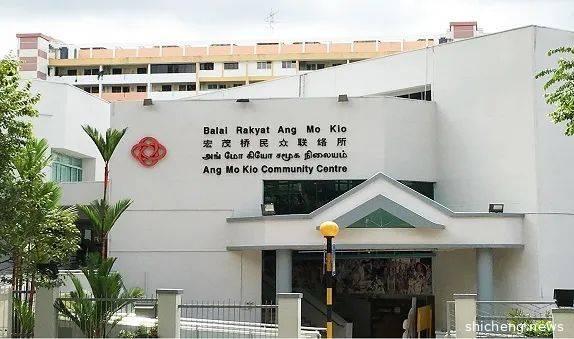 Balai Rakyat Ang Mo Kio
宏茂桥民众联络所
அங் மோ கியோ சமூக நிலையம்
Ang Mo Kio Community Centre
shicheng.news